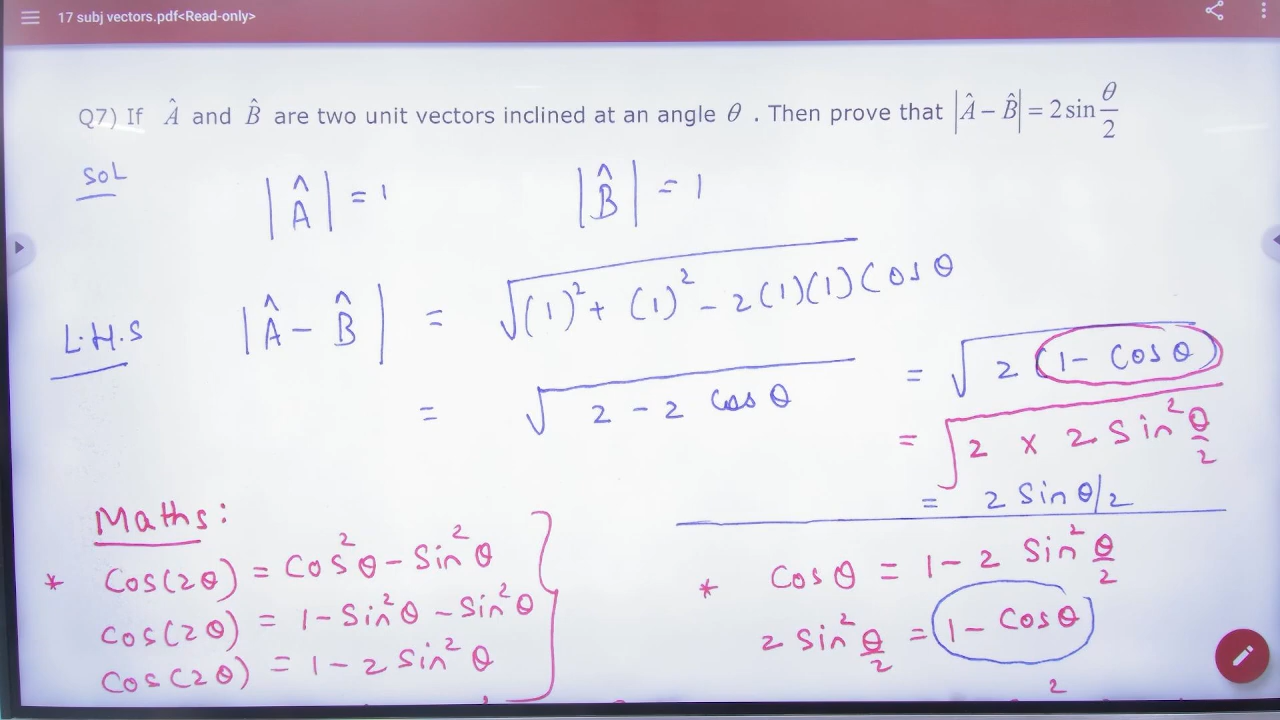 17 subj vectors.pdf<Read-only>
Q7) If Â and B̂ are two unit vectors inclined at an angle θ . Then prove that |Â − B̂| = 2 sin θ/2
SOL
|Â| = 1
|B̂| = 1
L.H.S
|Â − B̂| = √((1)² + (1)² − 2(1)(1) Cos θ
= √(2 − 2 Cos θ)
= √(2 (1 − Cos θ))
= √(2 × 2 Sin² θ/2)
= 2 Sin θ/2
Maths:
* Cos(2θ) = Cos²θ − Sin²θ
Cos(2θ) = 1 − Sin²θ − Sin²θ
Cos(2θ) = 1 − 2 Sin²θ
* Cos θ = 1 − 2 Sin² θ/2
2 Sin² θ/2 = 1 − Cos θ
2